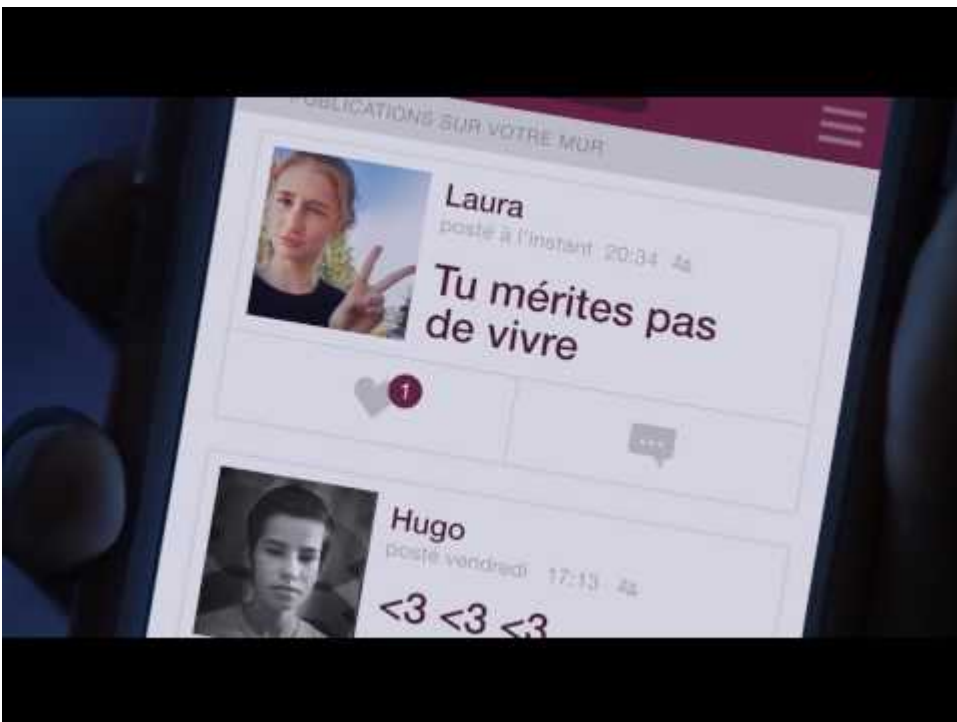 PUBLICATIONS SUR VOTRE MUR
Laura
posté à l'instant 20:34
Tu mérites pas
de vivre
1
Hugo
posté vendredi 17:13
<3 <3 <3